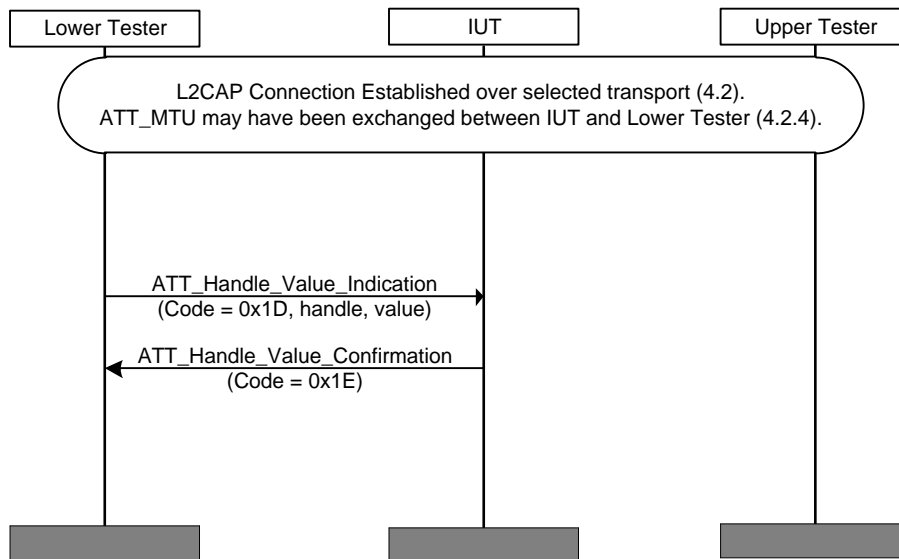 Lower Tester
IUT
Upper Tester
L2CAP Connection Established over selected transport (4.2).
ATT_MTU may have been exchanged between IUT and Lower Tester (4.2.4).
ATT_Handle_Value_Indication
(Code = 0x1D, handle, value)
ATT_Handle_Value_Confirmation
(Code = 0x1E)